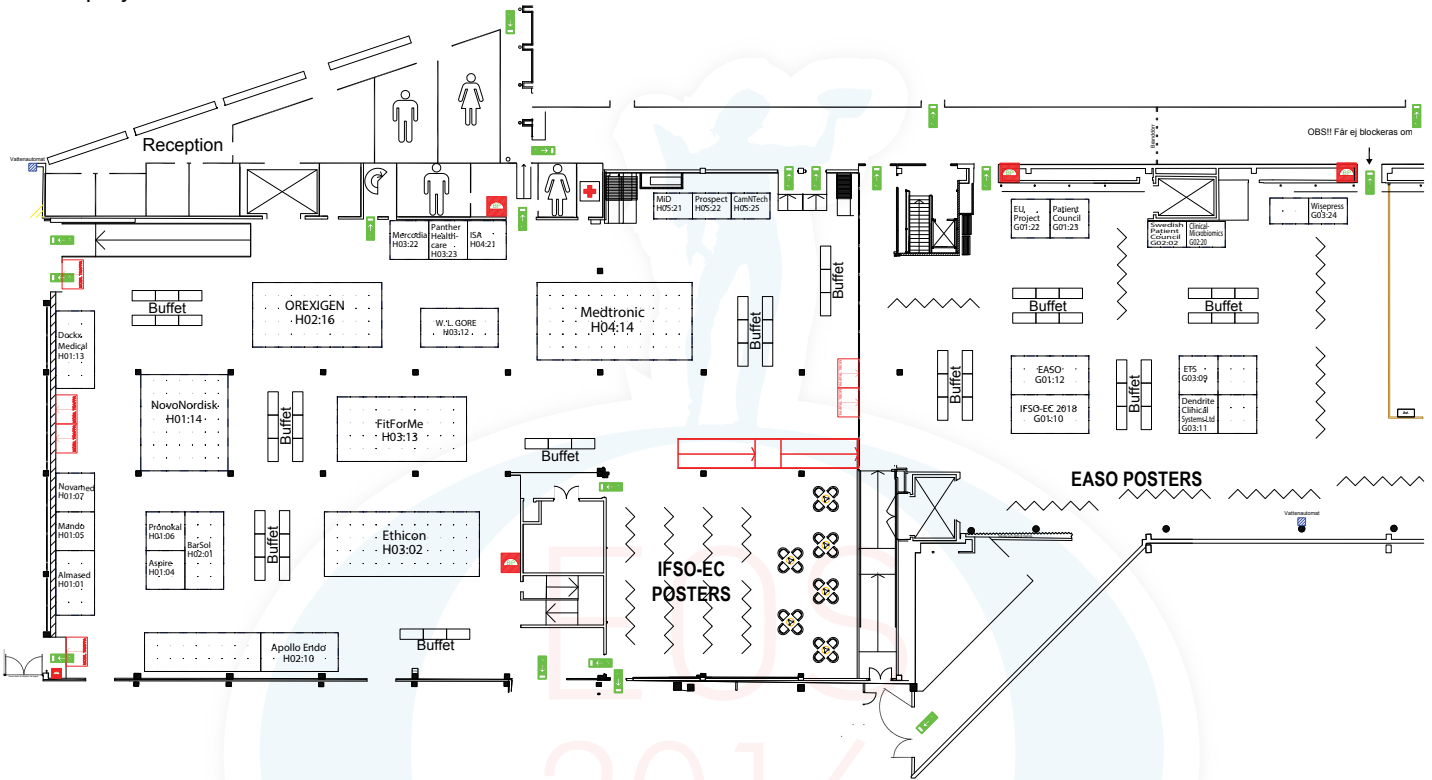 Reception
Vattenautomat
Branddörr
OBS!! Får ej blockeras om
MiD
H05:21
Prospect
H05:22
CamNTech
H05:25
Mercodia
H03:22
Panther
Health-
care
H03:23
ISA
H04:21
EU
Project
G01:22
Patient
Council
G01:23
Swedish
Patient
Council
G02:02
Clinical-
Microbiomics
G02:20
Wisepress
G03:24
Buffet
OREXIGEN
H02:16
W. L. GORE
H03:12
Medtronic
H04:14
Buffet
Buffet
Buffet
Buffet
Dockx
Medical
H01:13
NovoNordisk
H01:14
Buffet
FitForMe
H03:13
Buffet
EASO
G01:12
IFSO-EC 2018
G01:10
Buffet
ETS
G03:09
Dendrite
Clinical
Systems Ltd
G03:11
Buffet
Novamed
H01:07
Mando
H01:05
Almased
H01:01
Pronokal
H01:06
Aspire
H01:04
BarSol
H02:01
Buffet
Ethicon
H03:02
IFSO-EC
POSTERS
EASO POSTERS
Vattenautomat
Apollo Endo
H02:10
Buffet
EOS
2014